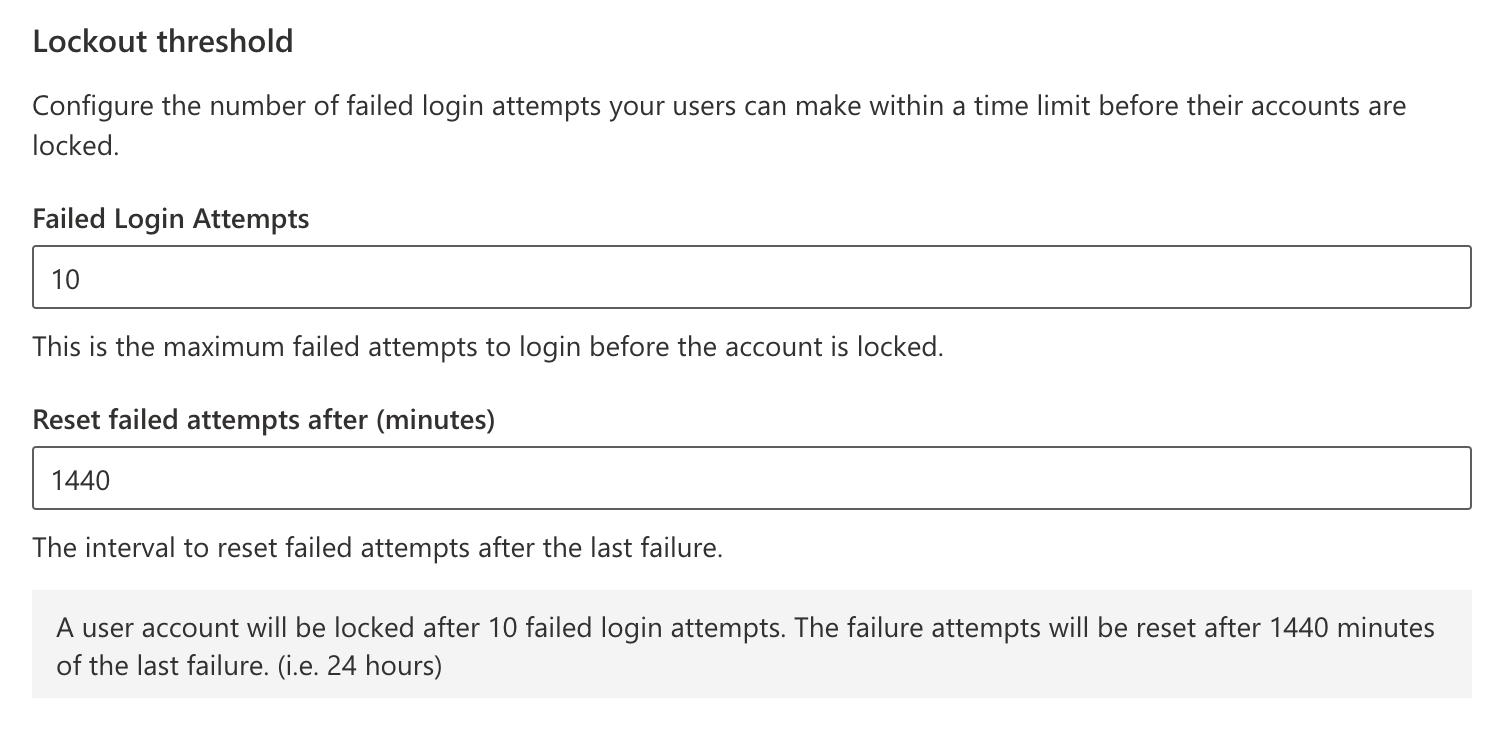 Lockout threshold
Configure the number of failed login attempts your users can make within a time limit before their accounts are
locked.
Failed Login Attempts
10
This is the maximum failed attempts to login before the account is locked.
Reset failed attempts after (minutes)
1440
The interval to reset failed attempts after the last failure.
A user account will be locked after 10 failed login attempts. The failure attempts will be reset after 1440 minutes
of the last failure. (i.e. 24 hours)